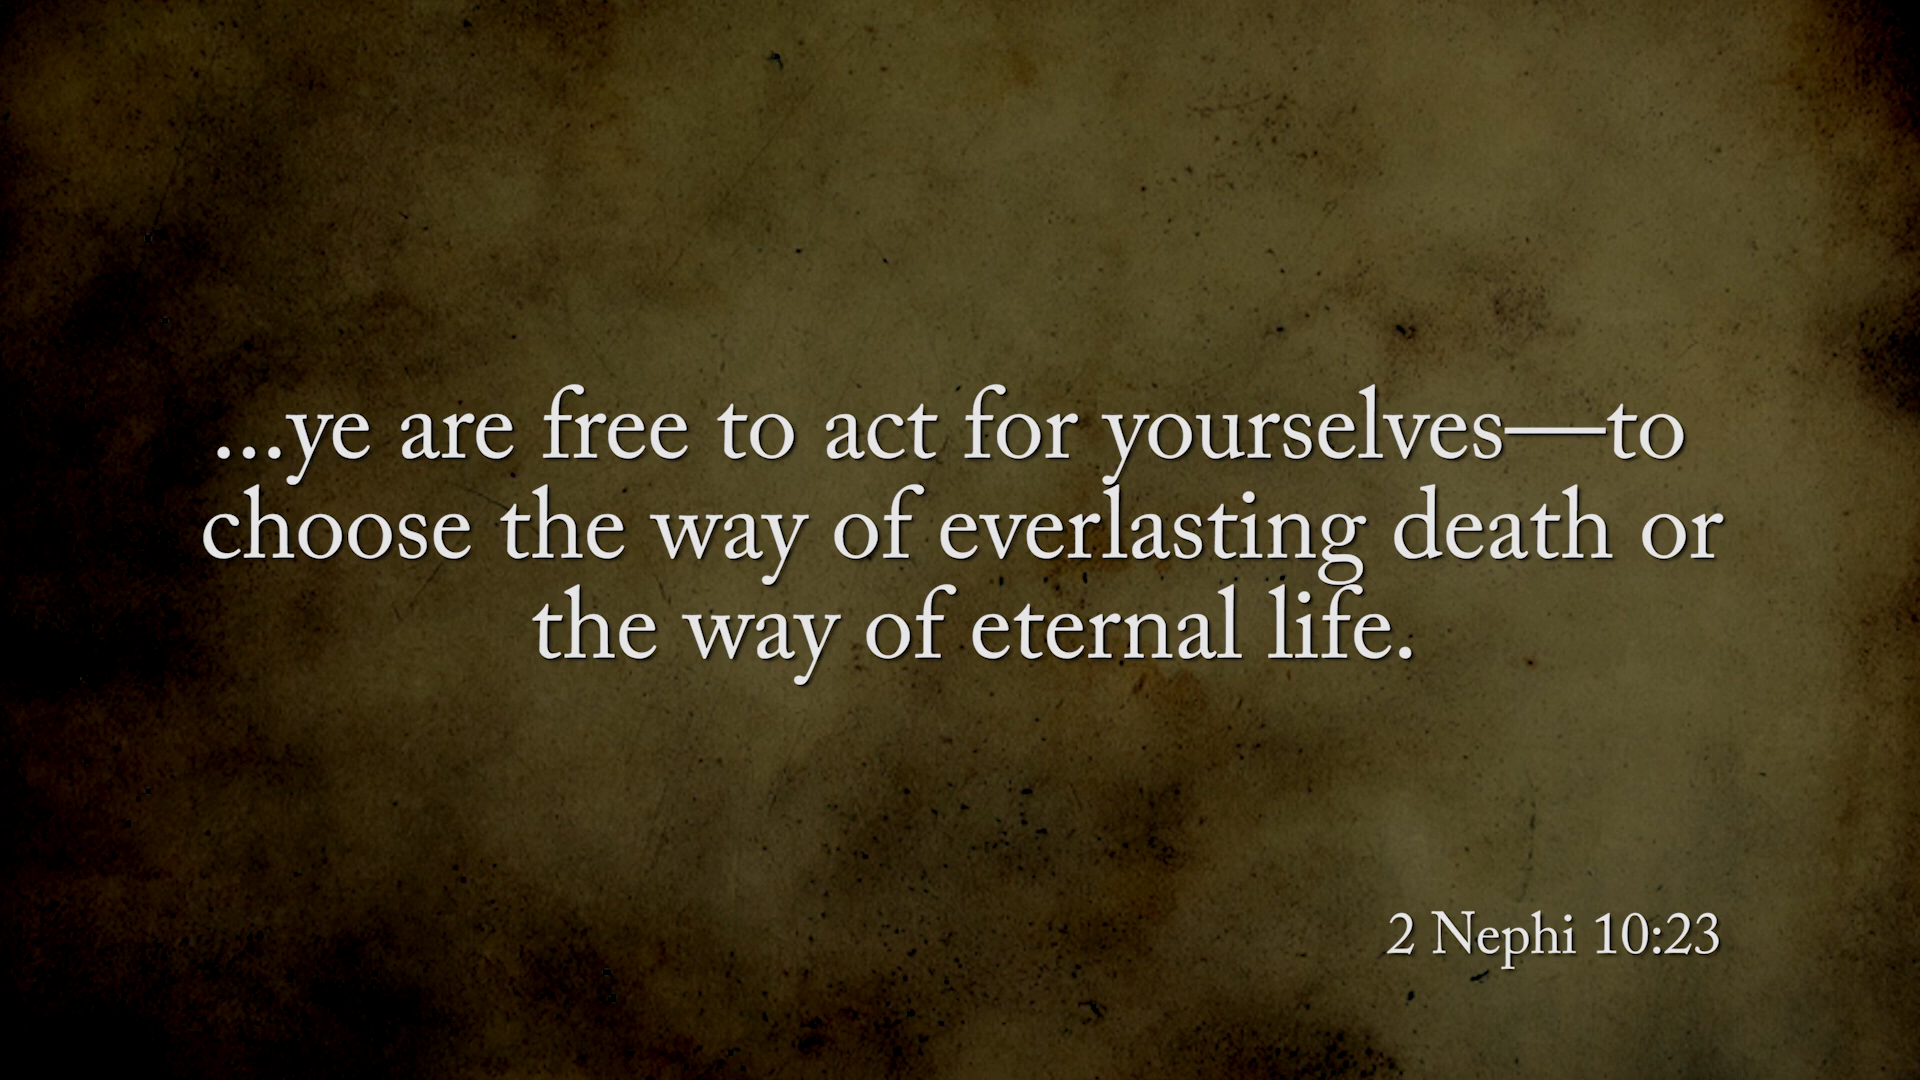 ...ye are free to act for yourselves—to
choose the way of everlasting death or
the way of eternal life.
2 Nephi 10:23